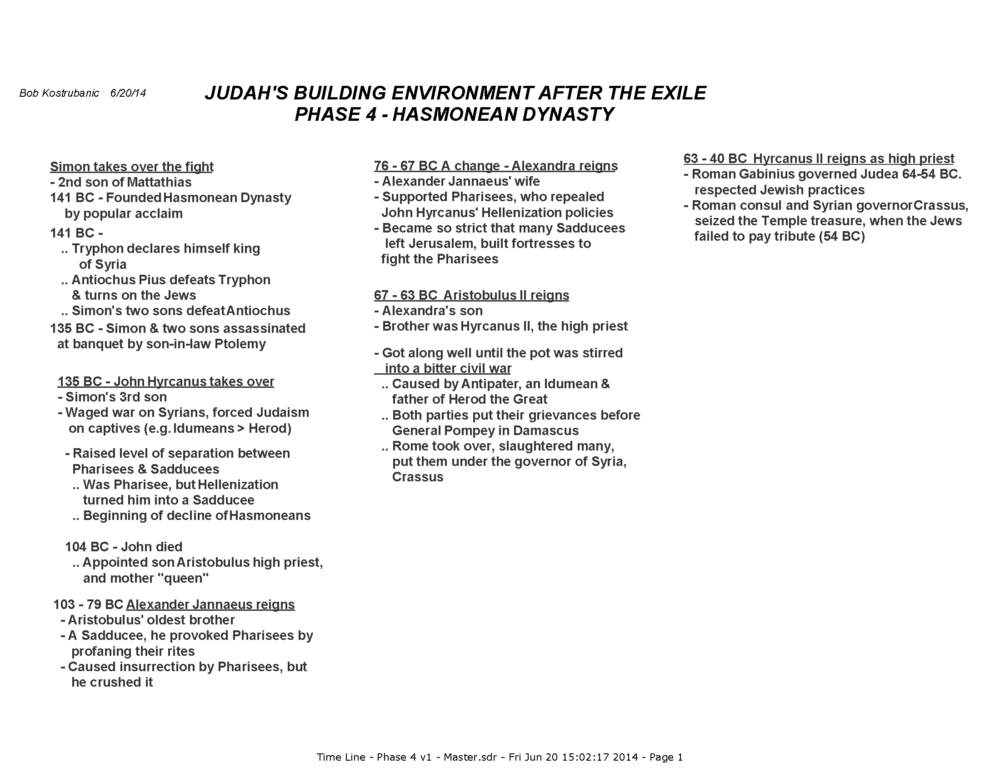 Bob Kostrubanic 6/20/14
JUDAH'S BUILDING ENVIRONMENT AFTER THE EXILE
PHASE 4 - HASMONEAN DYNASTY
Simon takes over the fight
- 2nd son of Mattathias
141 BC - Founded Hasmonean Dynasty
by popular acclaim
141 BC -
.. Tryphon declares himself king
of Syria
.. Antiochus Pius defeats Tryphon
& turns on the Jews
.. Simon's two sons defeat Antiochus
135 BC - Simon & two sons assassinated
at banquet by son-in-law Ptolemy
135 BC - John Hyrcanus takes over
- Simon's 3rd son
- Waged war on Syrians, forced Judaism
on captives (e.g. Idumeans > Herod)
- Raised level of separation between
Pharisees & Sadducees
.. Was Pharisee, but Hellenization
turned him into a Sadducee
.. Beginning of decline of Hasmoneans
104 BC - John died
.. Appointed son Aristobulus high priest,
and mother "queen"
103 - 79 BC Alexander Jannaeus reigns
- Aristobulus' oldest brother
- A Sadducee, he provoked Pharisees by
profaning their rites
- Caused insurrection by Pharisees, but
he crushed it
76 - 67 BC A change - Alexandra reigns
- Alexander Jannaeus' wife
- Supported Pharisees, who repealed
John Hyrcanus' Hellenization policies
- Became so strict that many Sadducees
left Jerusalem, built fortresses to
fight the Pharisees
67 - 63 BC Aristobulus II reigns
- Alexandra's son
- Brother was Hyrcanus II, the high priest
- Got along well until the pot was stirred
into a bitter civil war
.. Caused by Antipater, an Idumean &
father of Herod the Great
.. Both parties put their grievances before
General Pompey in Damascus
.. Rome took over, slaughtered many,
put them under the governor of Syria,
Crassus
63 - 40 BC Hyrcanus II reigns as high priest
- Roman Gabinius governed Judea 64-54 BC.
respected Jewish practices
- Roman consul and Syrian governor Crassus,
seized the Temple treasure, when the Jews
failed to pay tribute (54 BC)
Time Line - Phase 4 v1 - Master.sdr - Fri Jun 20 15:02:17 2014 - Page 1